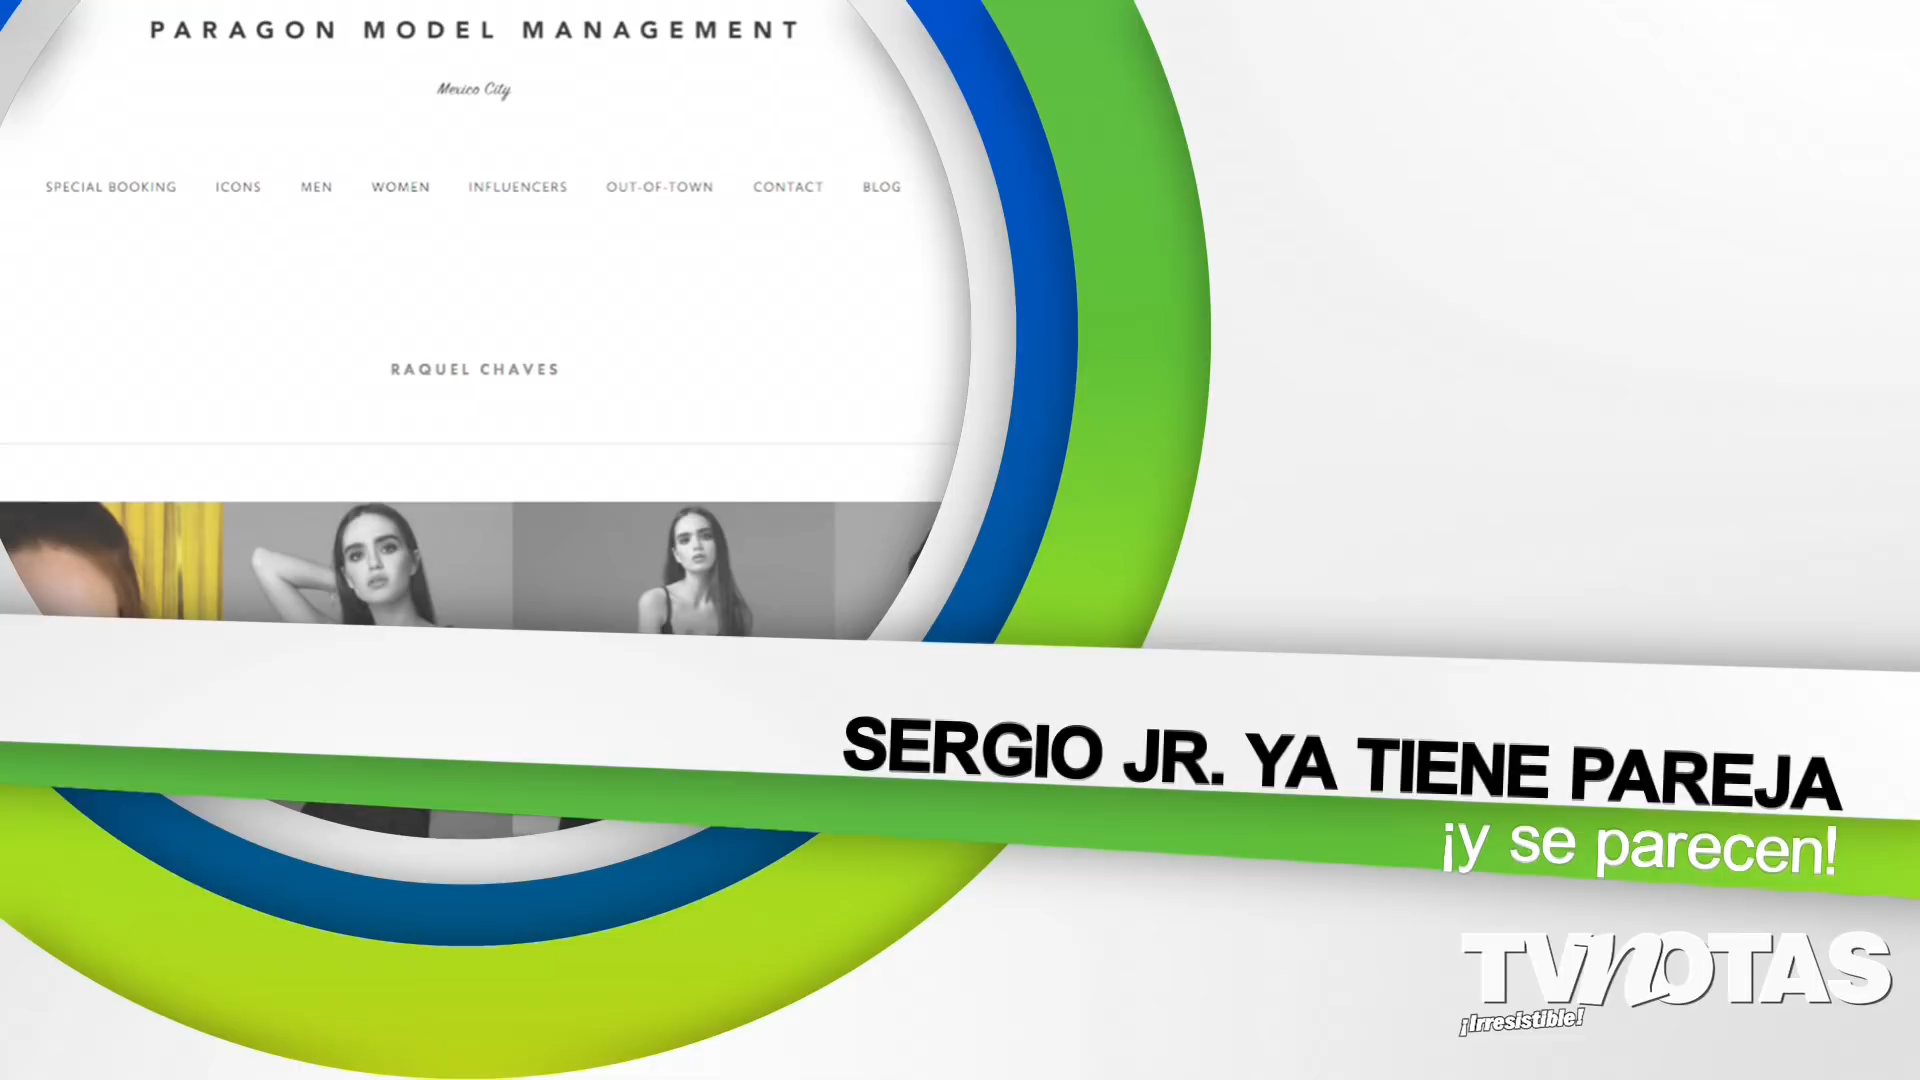 PARAGON MODEL MANAGEMENT
Mexico City
SPECIAL BOOKING ICONS MEN WOMEN INFLUENCERS OUT-OF-TOWN CONTACT BLOG
RAQUEL CHAVES
SERGIO JR. YA TIENE PAREJA
¡y se parecen!
TVnOTAS
¡Irresistible!